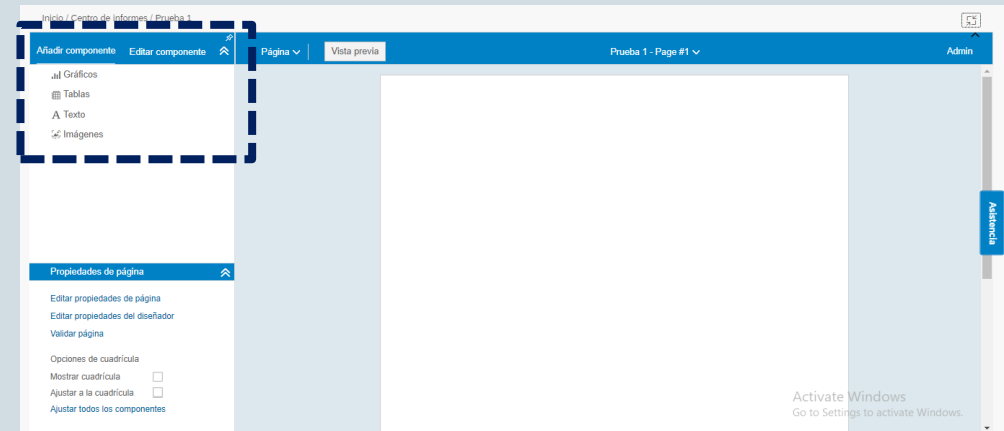 Inicio / Centro de informes / Prueba 1
Añadir componente Editar componente Página Vista previa Prueba 1 - Page #1 Admin
Gráficos
Tablas
Texto
Imágenes
Asistencia
Propiedades de página
Editar propiedades de página
Editar propiedades del diseñador
Validar página
Opciones de cuadrícula
Mostrar cuadrícula
Ajustar a la cuadrícula
Ajustar todos los componentes
Activate Windows
Go to Settings to activate Windows.